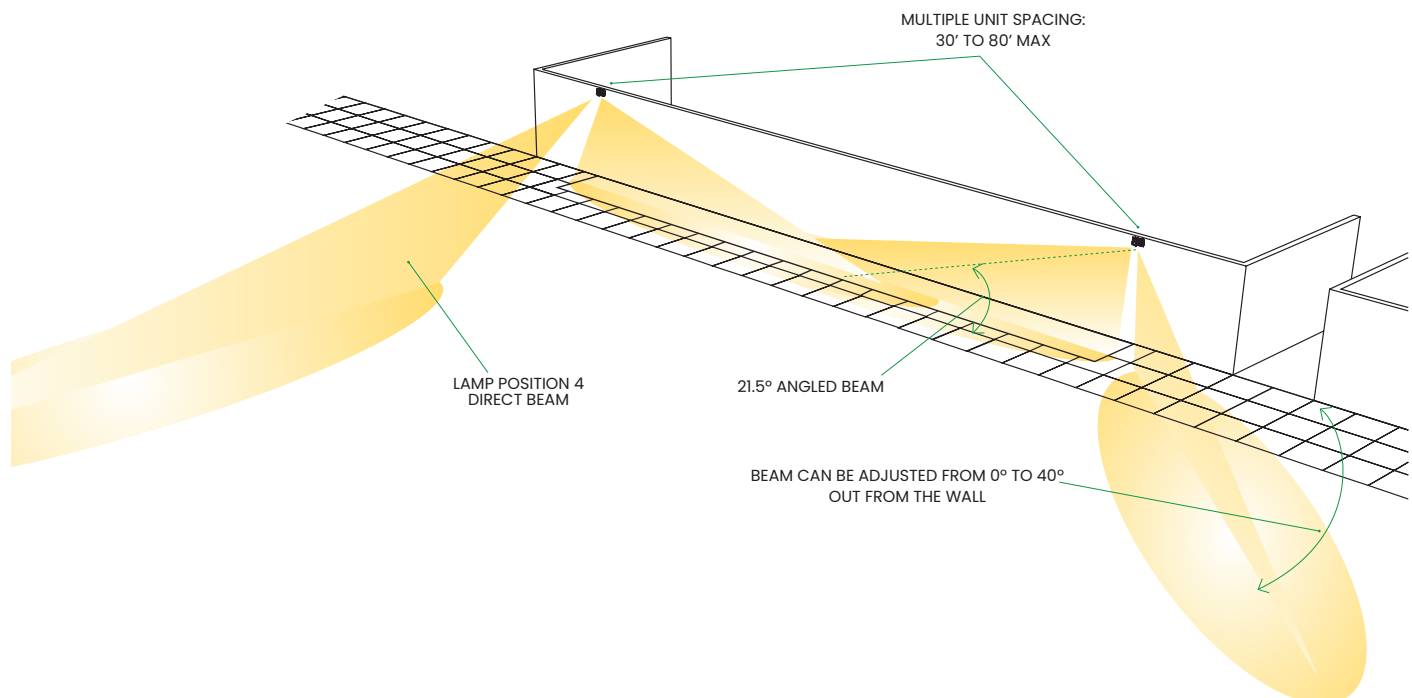 MULTIPLE UNIT SPACING:
30’ TO 80’ MAX
LAMP POSITION 4
DIRECT BEAM
21.5° ANGLED BEAM
BEAM CAN BE ADJUSTED FROM 0° TO 40°
OUT FROM THE WALL